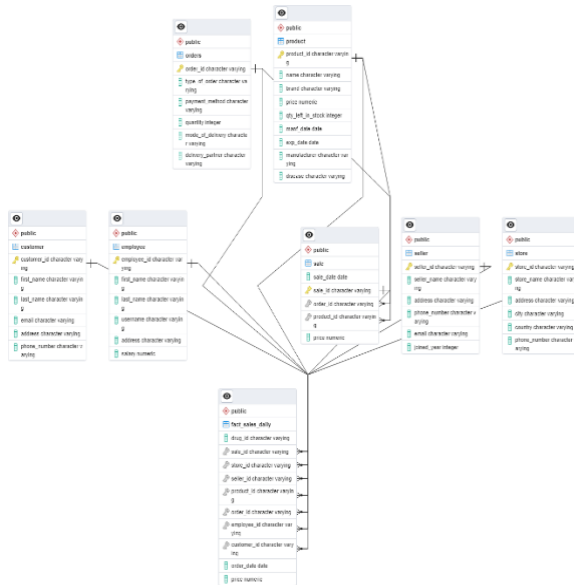 public
orders
order_id character varying
type_of_order character va
rying
payment_method character
varying
quantity integer
mode_of_delivery characte
r varying
delivery_partner character
varying
public
product
product_id character varyin
g
name character varying
brand character varying
price numeric
qty_left_in_stock integer
manf_date date
exp_date date
manufacturer character var
ying
disease character varying
public
customer
customer_id character vary
ing
first_name character varyin
g
last_name character varyin
g
email character varying
address character varying
phone_number character v
arying
public
employee
employee_id character var
ying
first_name character varyin
g
last_name character varyin
g
username character varyin
g
address character varying
salary numeric
public
sale
sale_date date
sale_id character varying
order_id character varying
product_id character varyin
g
price numeric
public
seller
seller_id character varying
seller_name character varyi
ng
address character varying
phone_number character v
arying
email character varying
joined_year integer
public
store
store_id character varying
store_name character varyi
ng
address character varying
city character varying
country character varying
phone_number character v
arying
public
fact_sales_daily
drug_id character varying
sale_id character varying
store_id character varying
seller_id character varying
product_id character varyin
g
order_id character varying
employee_id character var
ying
customer_id character vary
ing
order_date date
price numeric